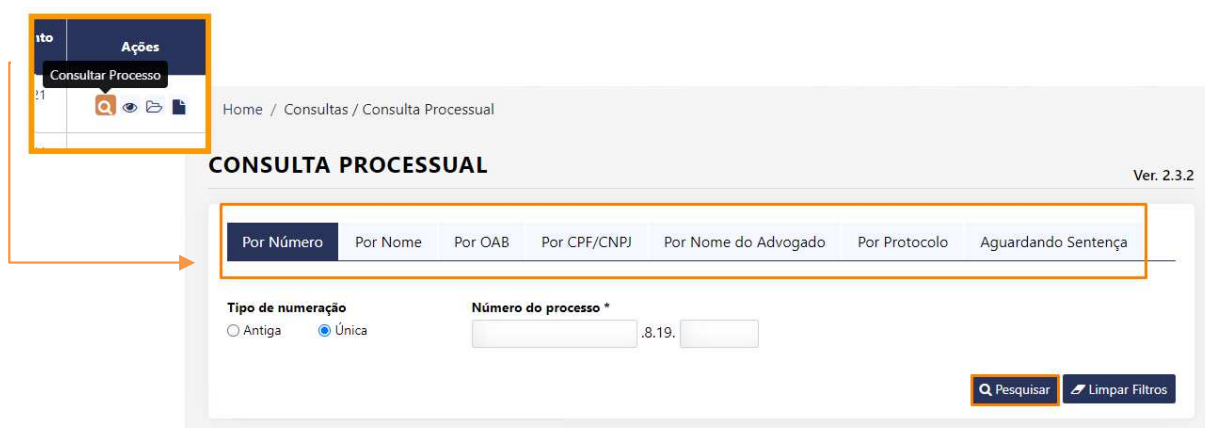 nto Ações
Consultar Processo
21
Home / Consultas / Consulta Processual
CONSULTA PROCESSUAL
Ver. 2.3.2
Por Número Por Nome Por OAB Por CPF/CNPJ Por Nome do Advogado Por Protocolo Aguardando Sentença
Tipo de numeração Número do processo *
Antiga Única .8.19.
Pesquisar Limpar Filtros